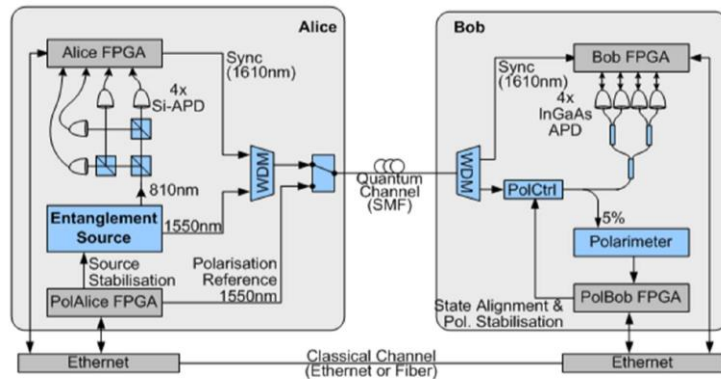 Alice
Alice FPGA
Sync
(1610nm)
4x
Si-APD
810nm
WDM
Entanglement
Source
1550nm
Source
Stabilisation
Polarisation
Reference
1550nm
PolAlice FPGA
Ethernet
Quantum
Channel
(SMF)
Classical Channel
(Ethernet or Fiber)
Bob
Bob FPGA
Sync
(1610nm)
4x
InGaAs
APD
WDM
PolCtrl
5%
Polarimeter
PolBob FPGA
State Alignment &
Pol. Stabilisation
Ethernet